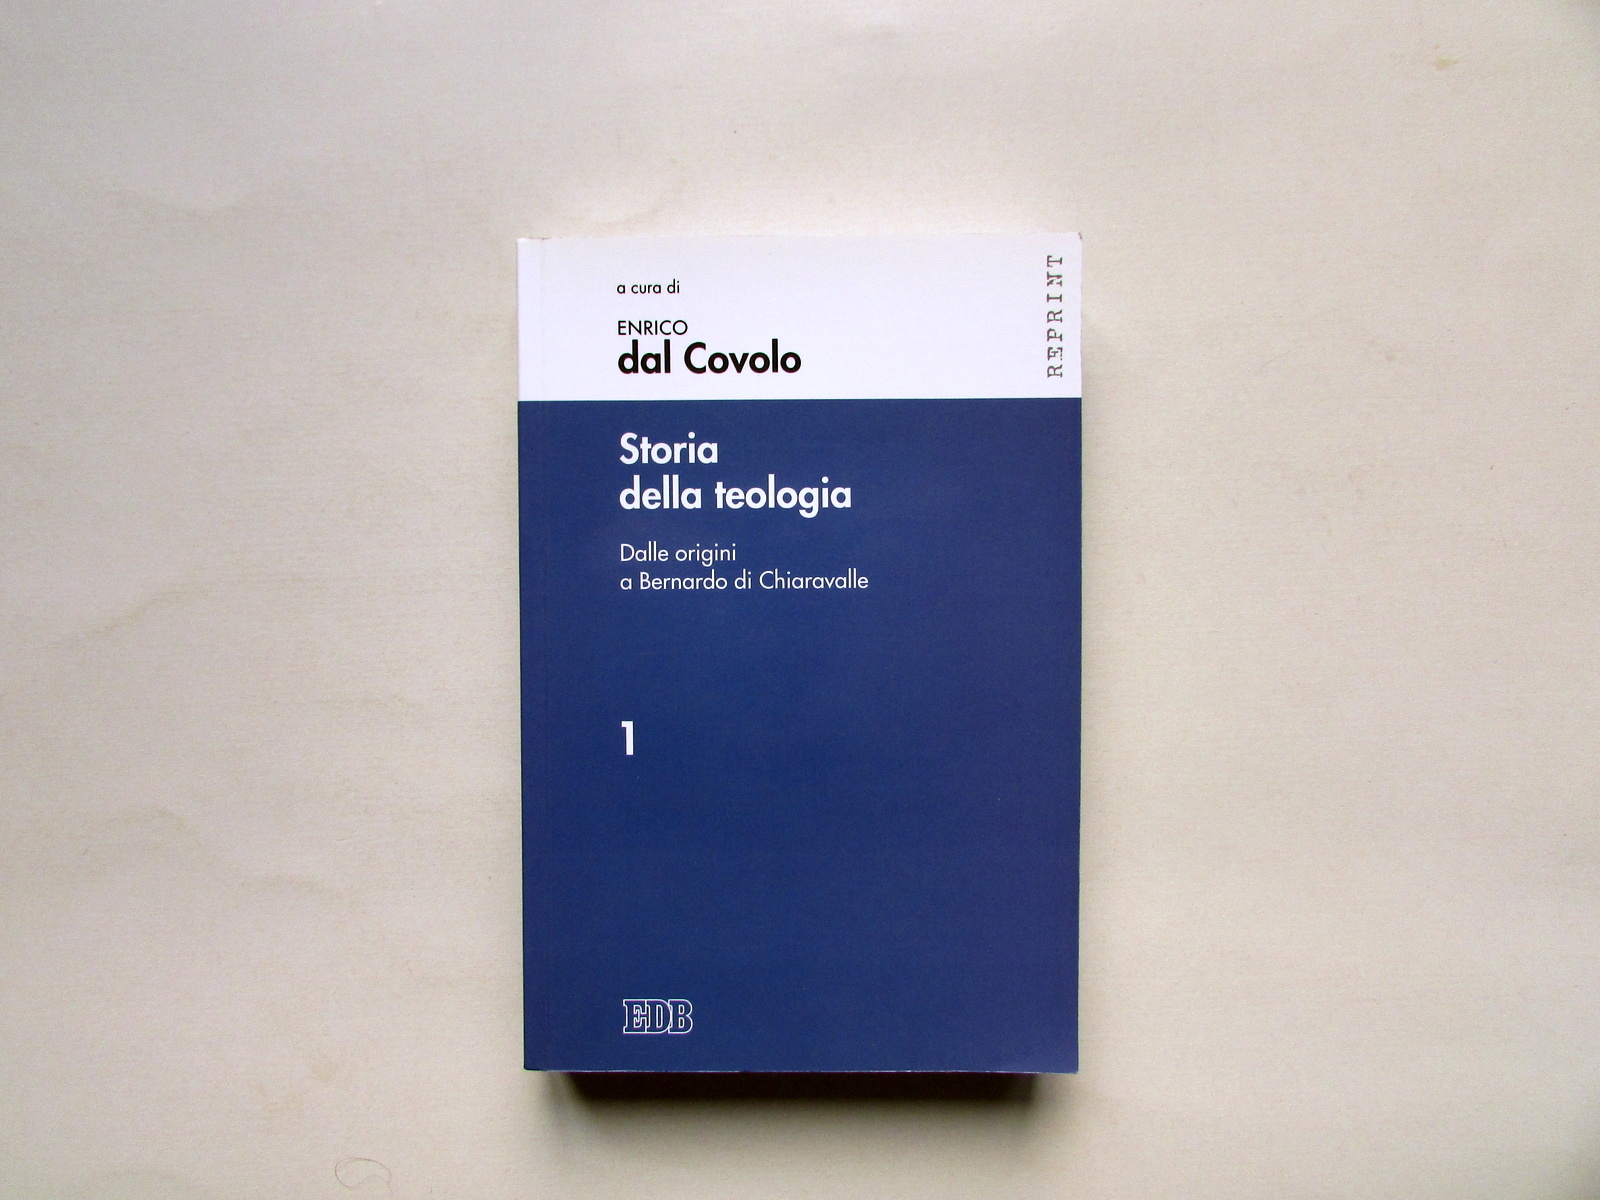 a cura di
ENRICO
dal Covolo
REPRINT
Storia
della teologia
Dalle origini
a Bernardo di Chiaravalle
1
EDB